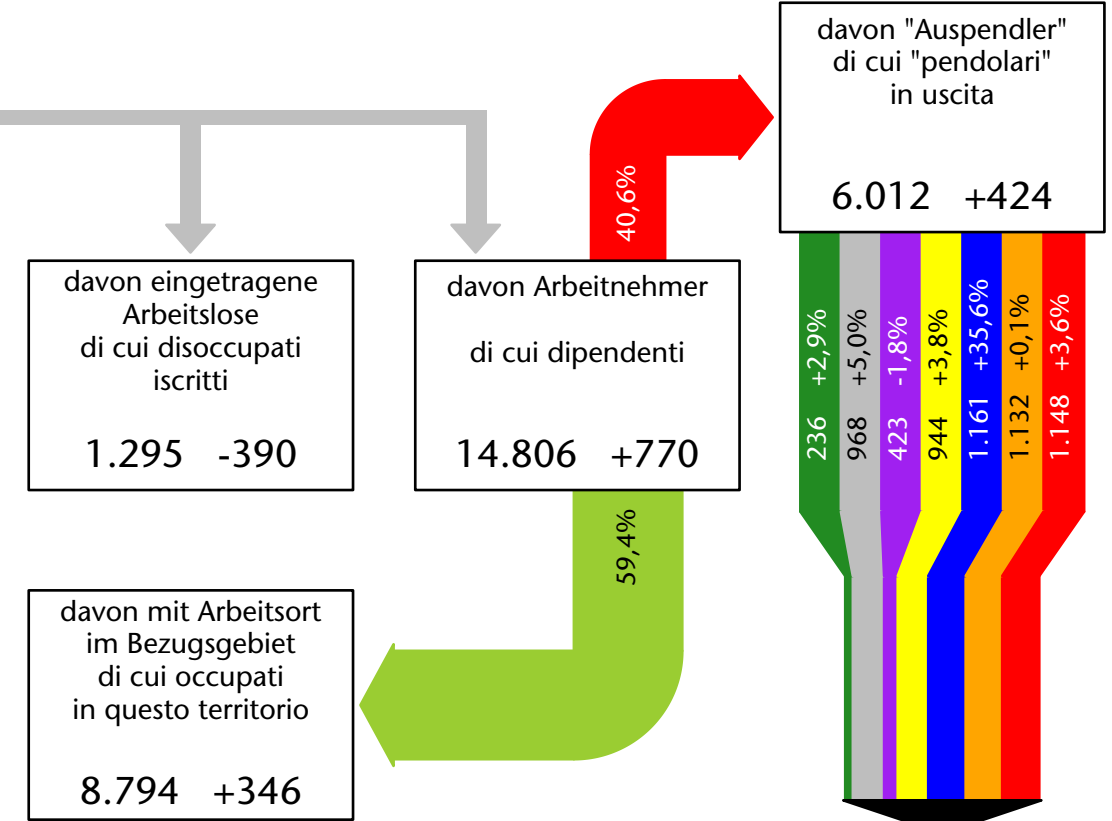 davon "Auspendler"
di cui "pendolari"
in uscita
6.012 +424
40,6%
davon eingetragene
Arbeitslose
di cui disoccupati
iscritti
1.295 -390
davon Arbeitnehmer
di cui dipendenti
14.806 +770
236 +2,9%
968 +5,0%
423 -1,8%
944 +3,8%
1.161 +35,6%
1.132 +0,1%
1.148 +3,6%
59,4%
davon mit Arbeitsort
im Bezugsgebiet
di cui occupati
in questo territorio
8.794 +346